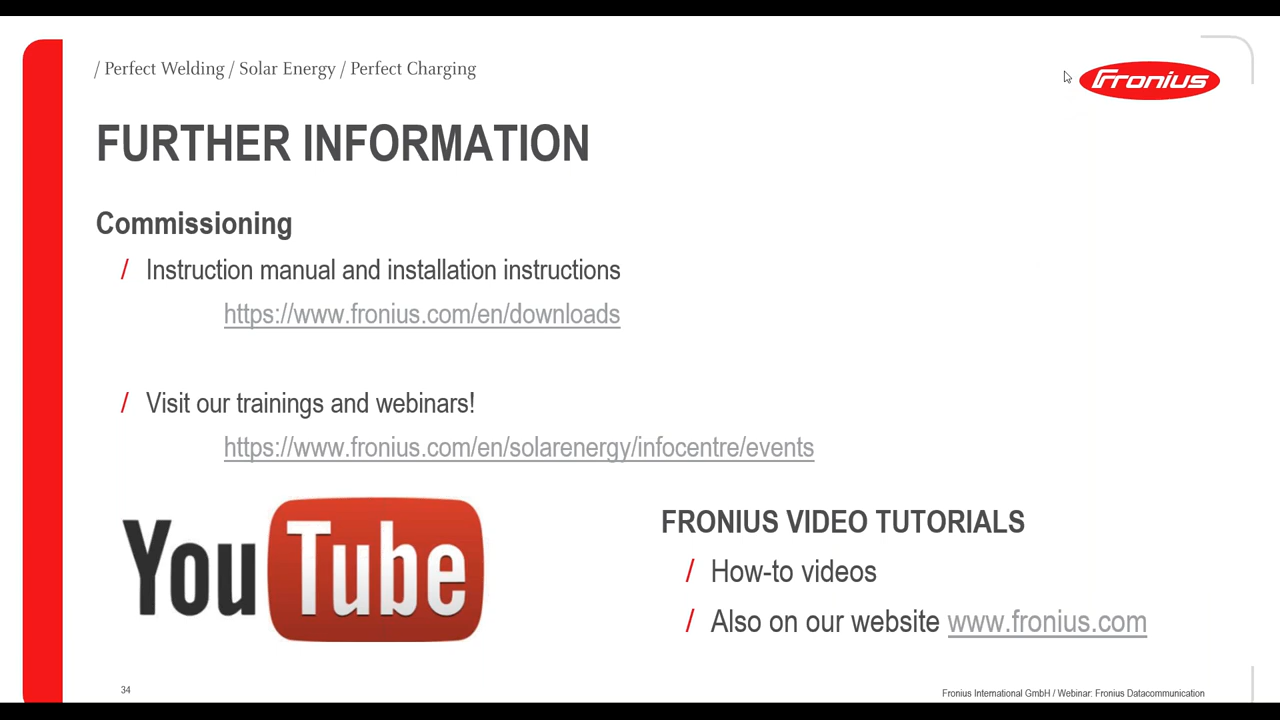 / Perfect Welding / Solar Energy / Perfect Charging
Fronius
FURTHER INFORMATION
Commissioning
/ Instruction manual and installation instructions
https://www.fronius.com/en/downloads
/ Visit our trainings and webinars!
https://www.fronius.com/en/solarenergy/infocentre/events
YouTube
FRONIUS VIDEO TUTORIALS
/ How-to videos
/ Also on our website www.fronius.com
34
Fronius International GmbH / Webinar: Fronius Datacommunication